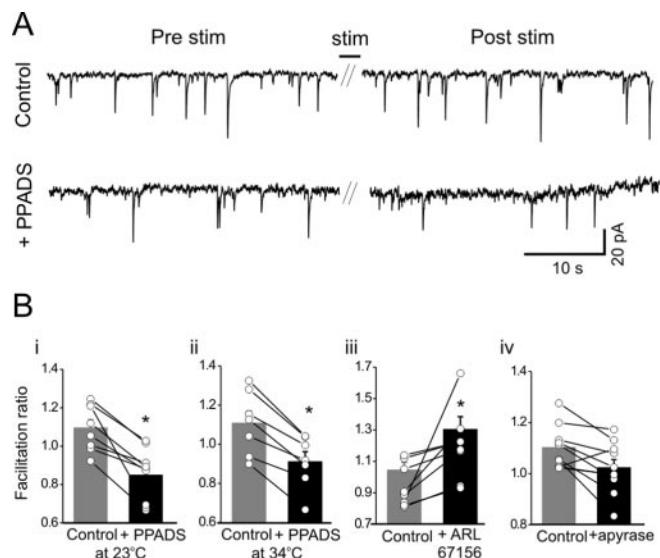 A
Pre stim
stim
Post stim
Control
+ PPADS
10 s
20 pA
B
i
ii
iii
iv
Facilitation ratio
1.4
1.2
1.0
0.8
0.6
1.4
1.2
1.0
0.8
0.6
1.7
1.5
1.3
1.1
0.9
0.7
1.4
1.2
1.0
0.8
*
*
*
Control + PPADS
at 23°C
Control + PPADS
at 34°C
Control + ARL
67156
Control +apyrase